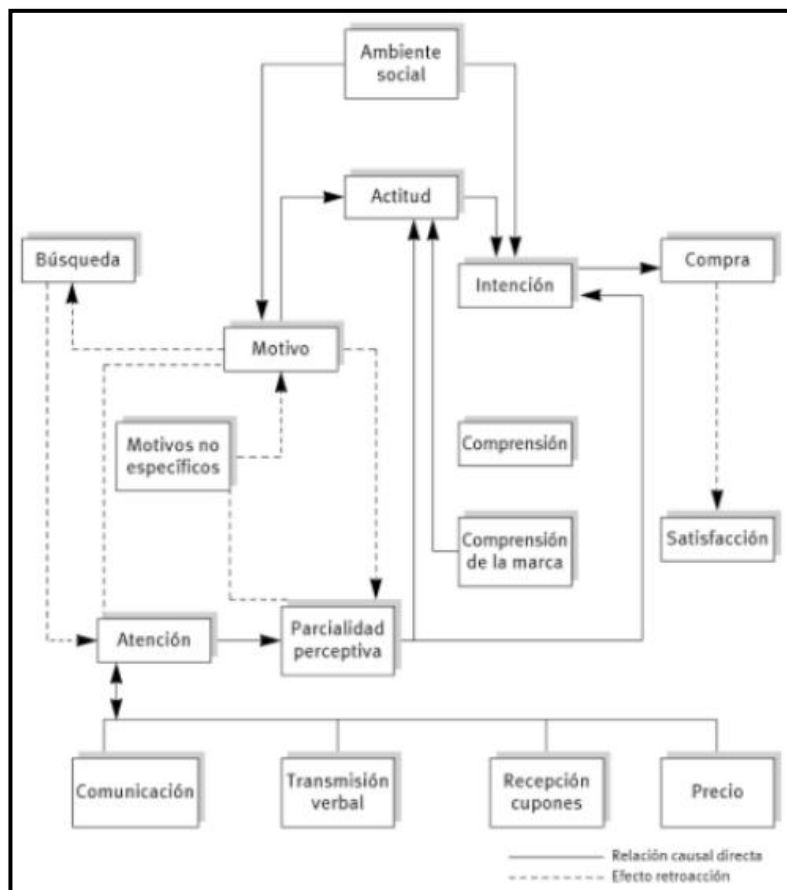 Ambiente
social
Actitud
Búsqueda
Compra
Intención
Motivo
Motivos no
específicos
Comprensión
Comprensión
de la marca
Satisfacción
Atención
Parcialidad
perceptiva
Comunicación
Transmisión
verbal
Recepción
cupones
Precio
Relación causal directa
Efecto retroacción